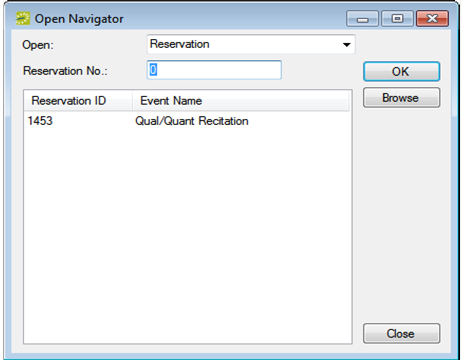 Open Navigator
Open: Reservation
Reservation No.: 0
OK
Browse
Reservation ID Event Name
1453 Qual/Quant Recitation
Close